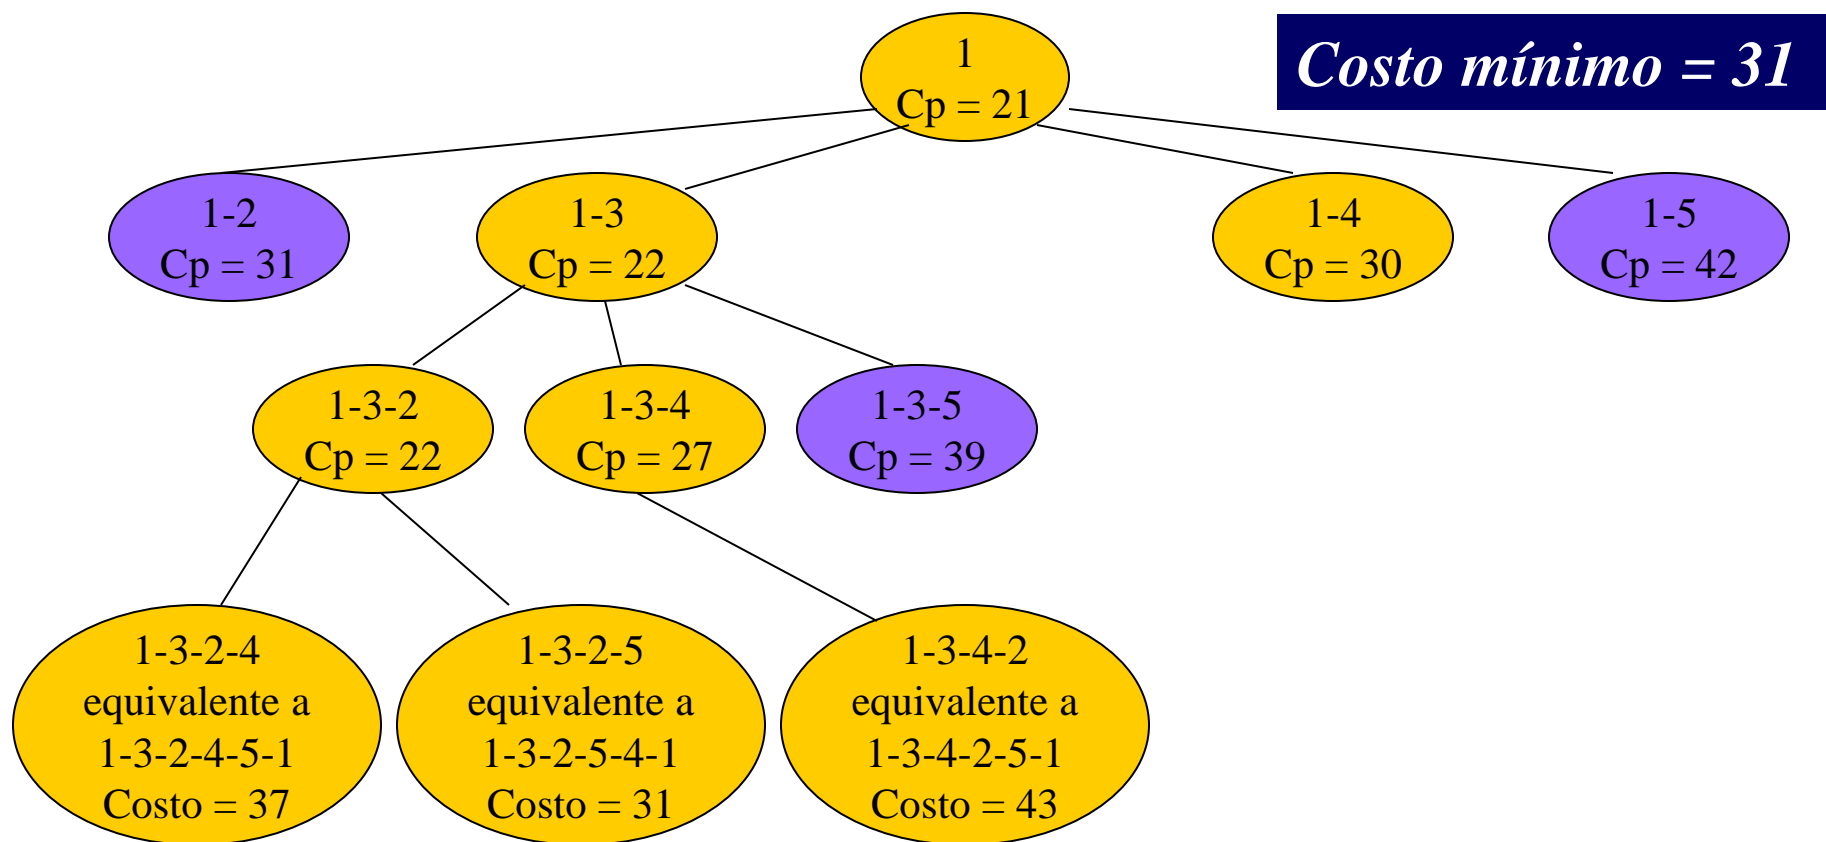 1
Cp = 21
Costo mínimo = 31
1-2
Cp = 31
1-3
Cp = 22
1-4
Cp = 30
1-5
Cp = 42
1-3-2
Cp = 22
1-3-4
Cp = 27
1-3-5
Cp = 39
1-3-2-4
equivalente a
1-3-2-4-5-1
Costo = 37
1-3-2-5
equivalente a
1-3-2-5-4-1
Costo = 31
1-3-4-2
equivalente a
1-3-4-2-5-1
Costo = 43